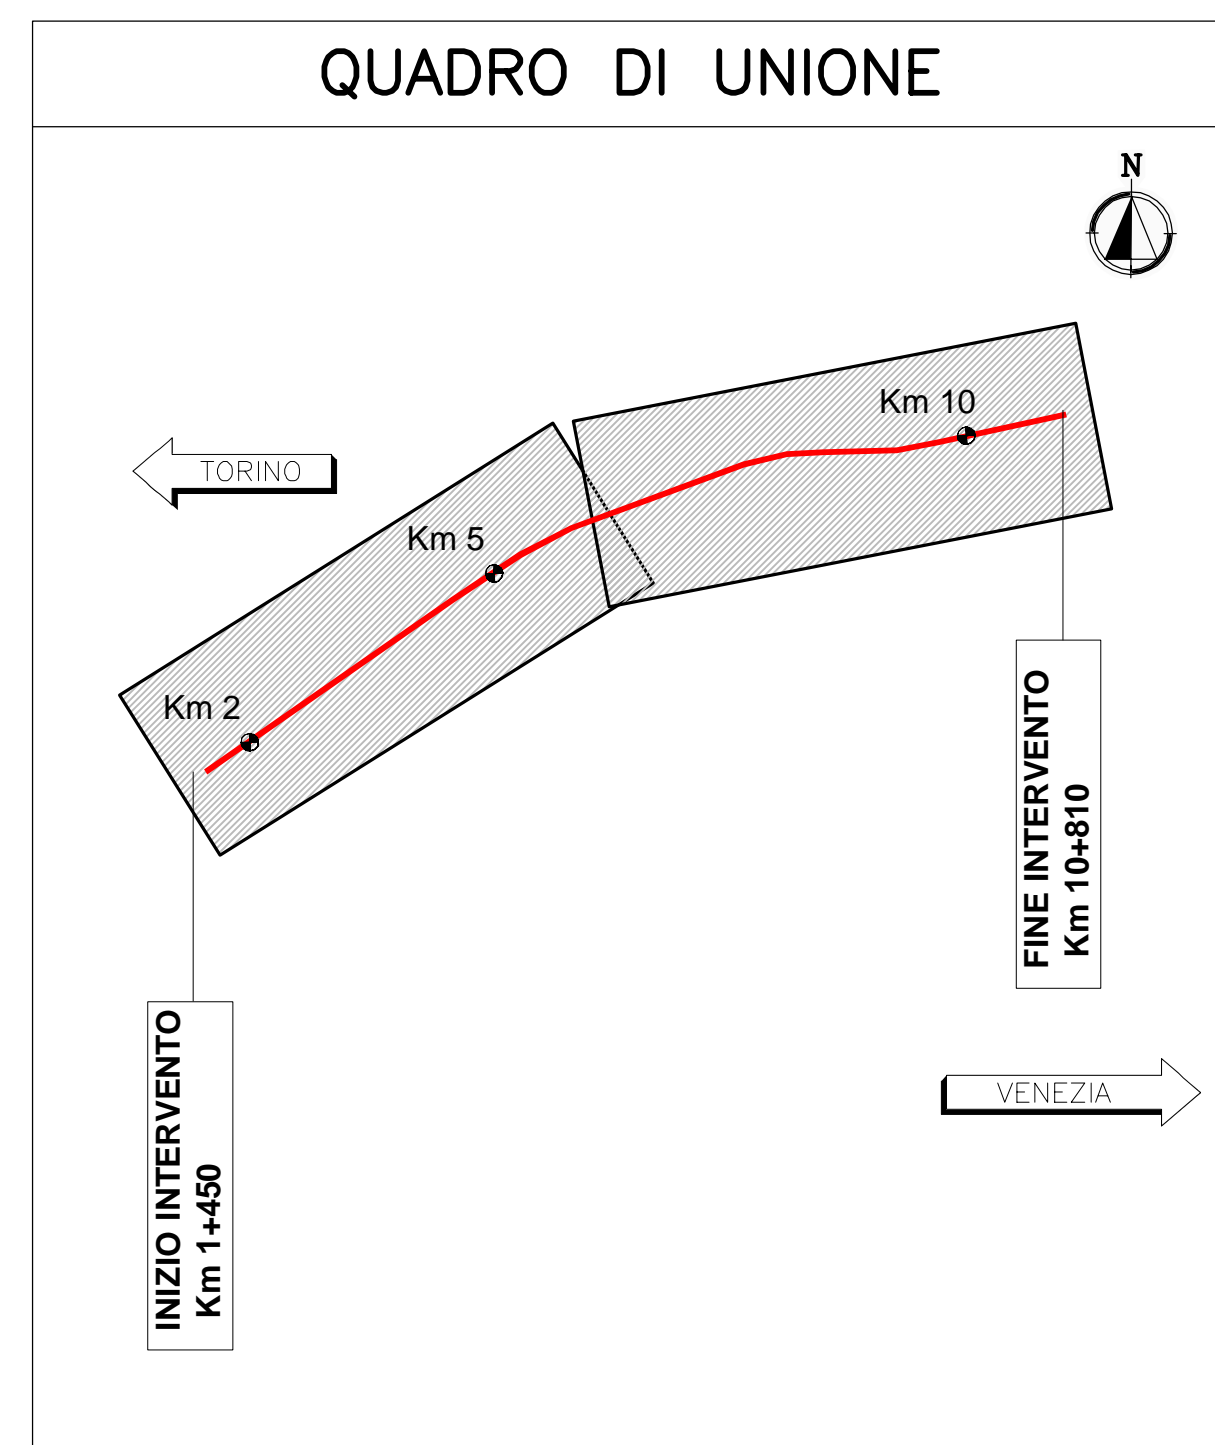 QUADRO DI UNIONE
N
Km 10
TORINO
Km 5
Km 2
FINE INTERVENTO
Km 10+810
INIZIO INTERVENTO
Km 1+450
VENEZIA